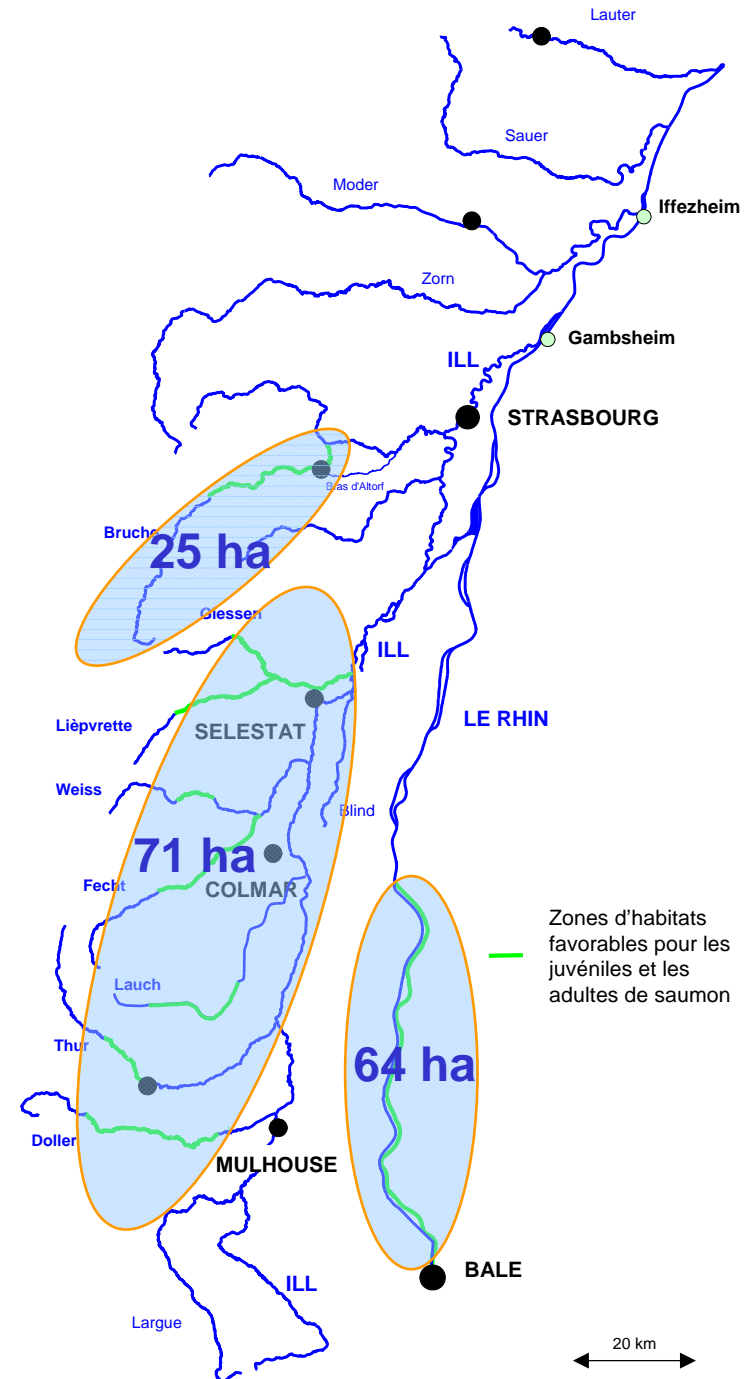 Lauter
Sauer
Moder
Iffezheim
Zorn
Gambsheim
ILL
STRASBOURG
Bras d'Altorf
Bruche
25 ha
Giessen
ILL
LE RHIN
Lièpvrette
SELESTAT
Weiss
Blind
71 ha
COLMAR
Fecht
Zones d'habitats
favorables pour les
juvéniles et les
adultes de saumon
Lauch
Thur
64 ha
Doller
MULHOUSE
BALE
ILL
Largue
20 km